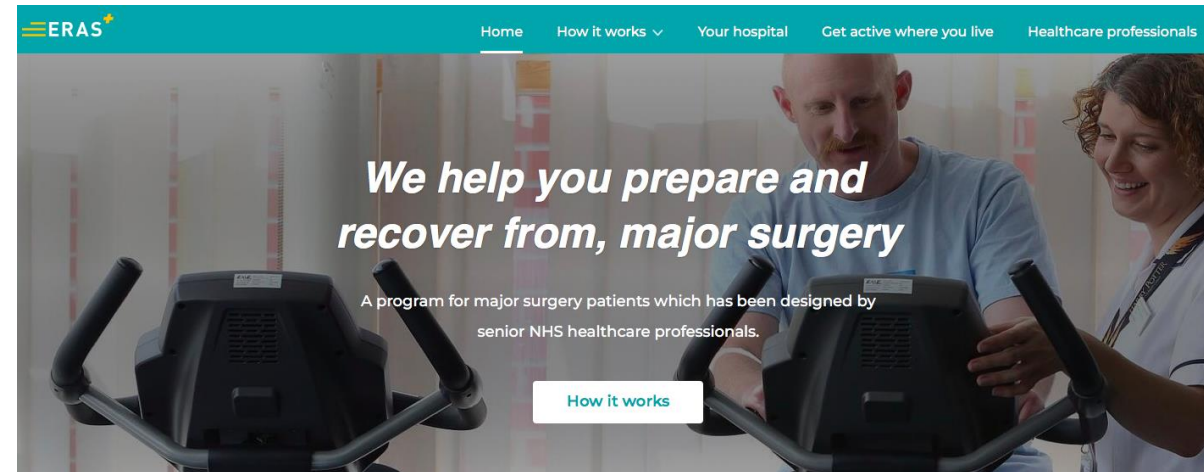 ERAS+
Home How it works Your hospital Get active where you live Healthcare professionals
We help you prepare and
recover from, major surgery
A program for major surgery patients which has been designed by
senior NHS healthcare professionals.
How it works